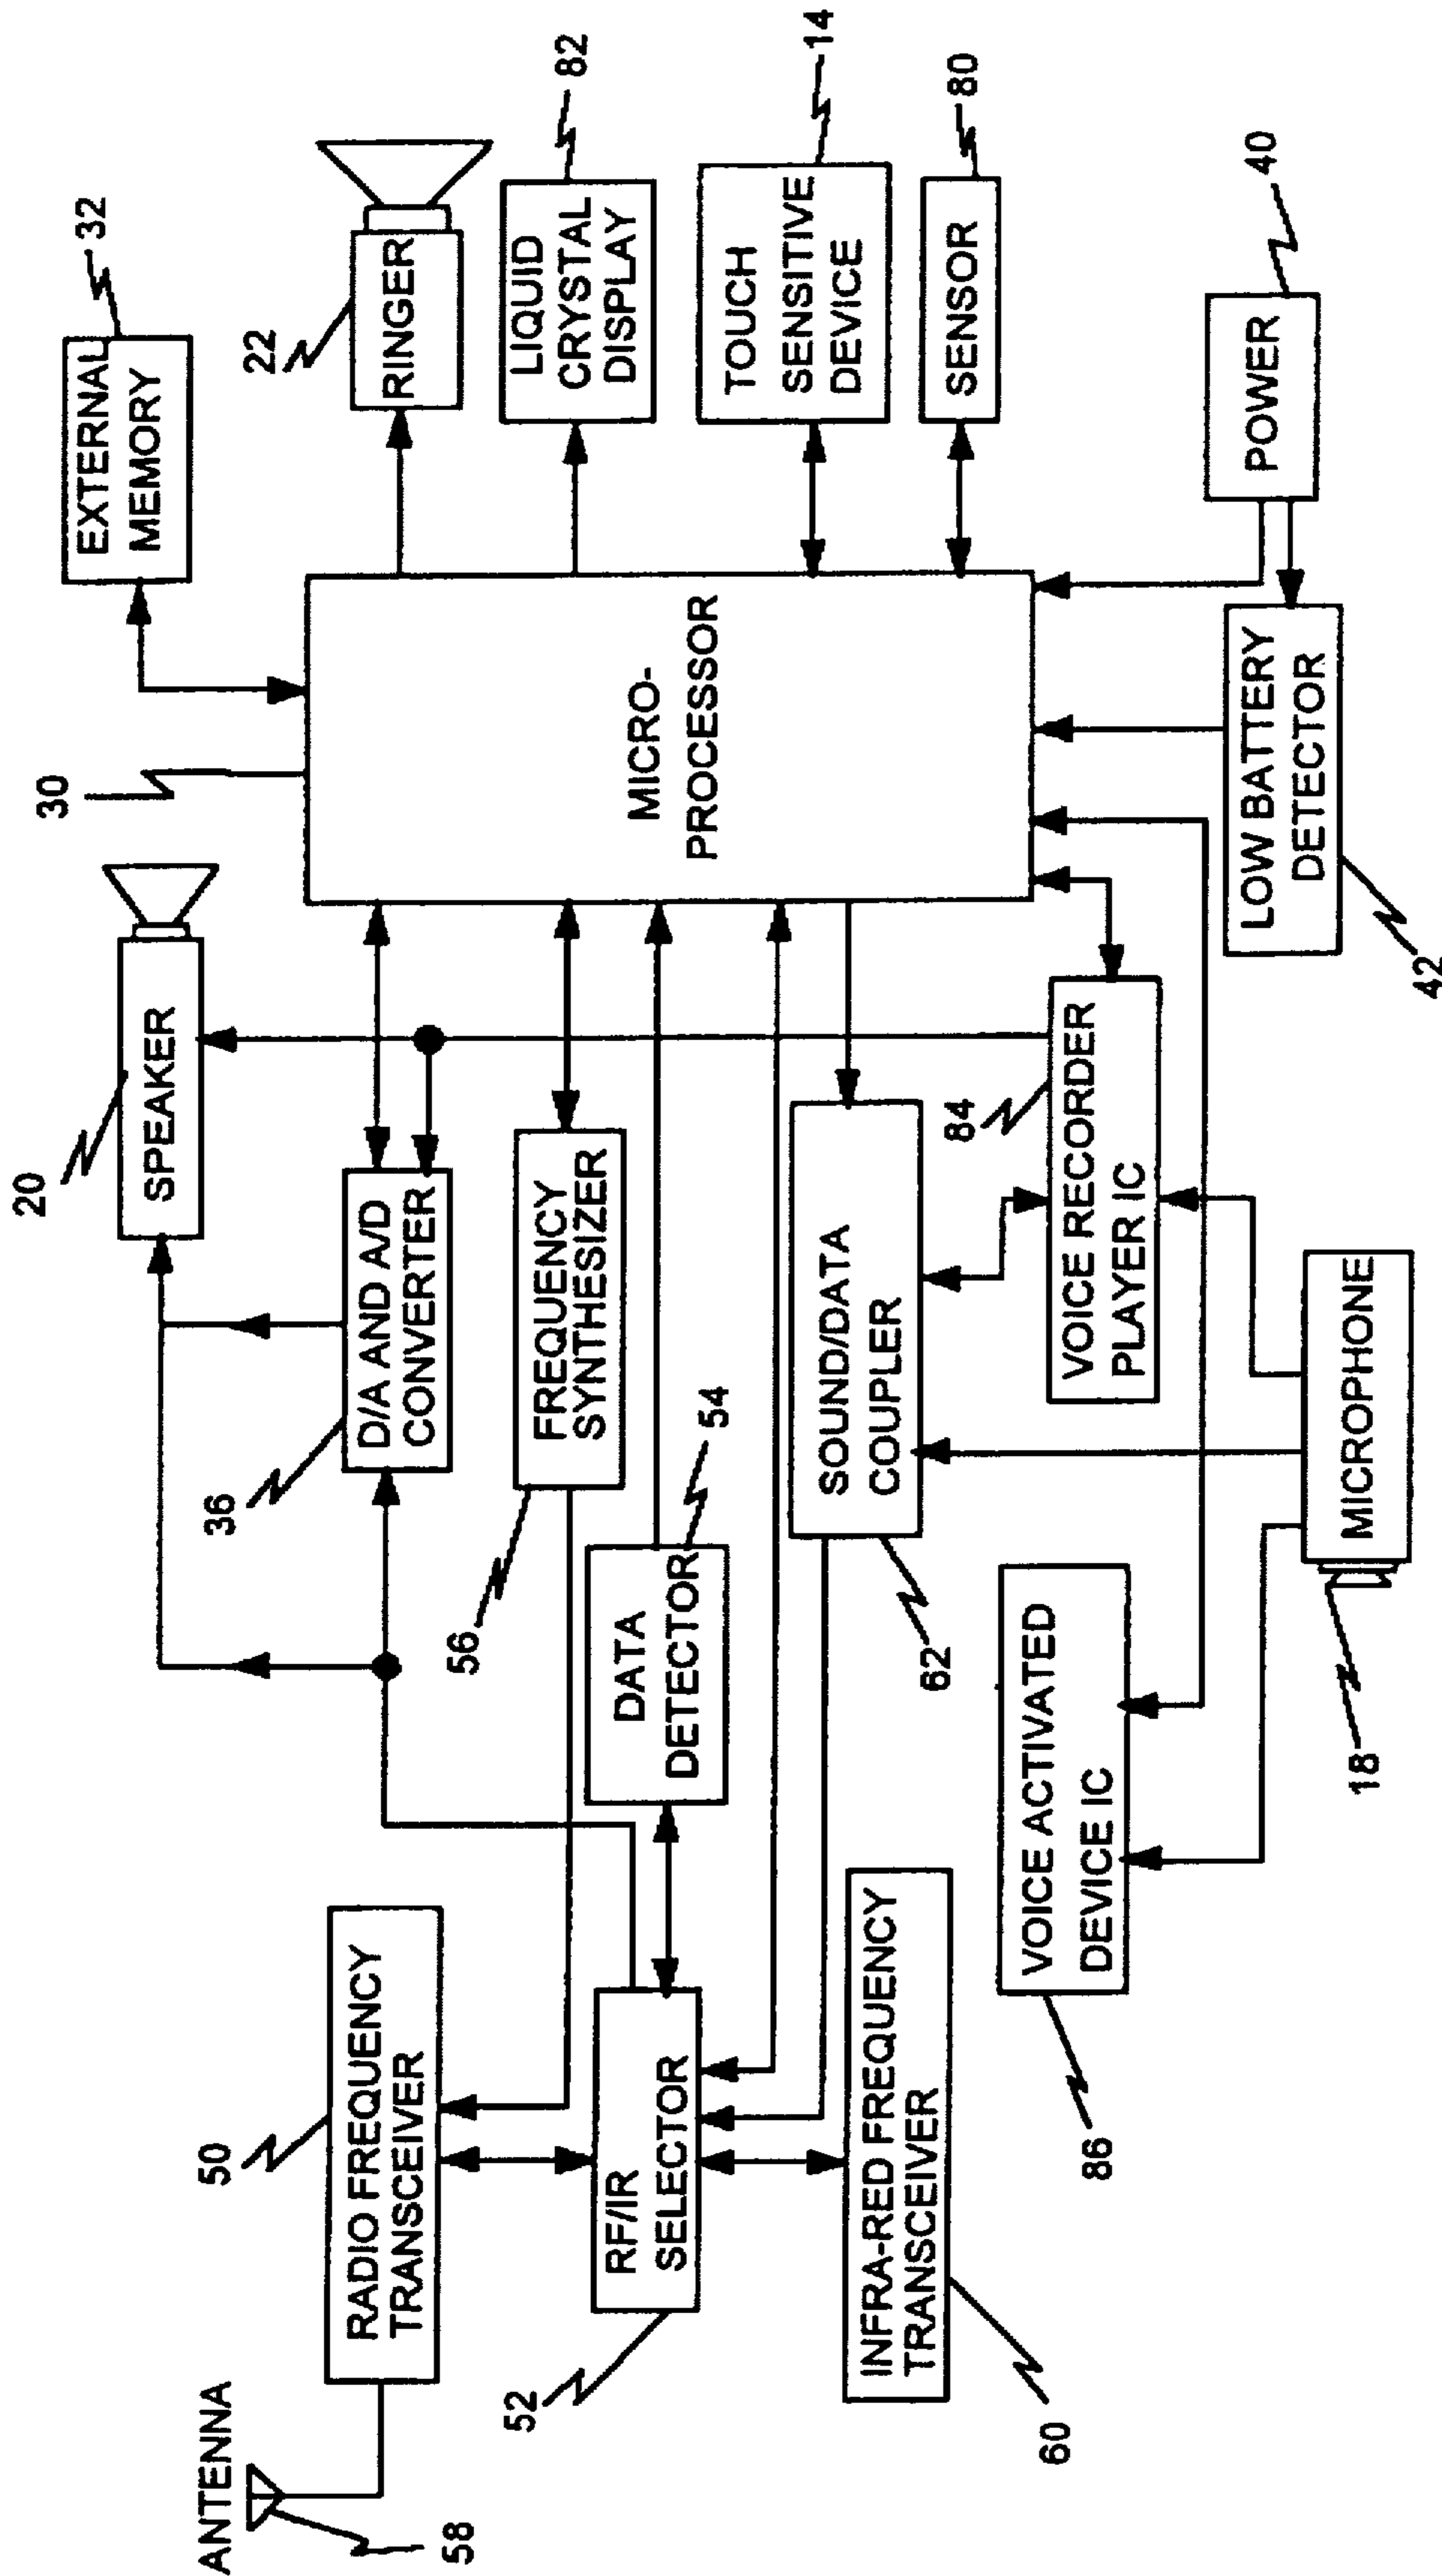 ANTENNA
58
50
RADIO FREQUENCY
TRANSCEIVER
52
RF/IR
SELECTOR
60
INFRA-RED FREQUENCY
TRANSCEIVER
20
SPEAKER
36
D/A AND A/D
CONVERTER
56
FREQUENCY
SYNTHESIZER
DATA
DETECTOR
54
62
SOUND/DATA
COUPLER
84
VOICE RECORDER
PLAYER IC
86
VOICE ACTIVATED
DEVICE IC
18
MICROPHONE
30
MICRO-
PROCESSOR
EXTERNAL
MEMORY
32
22
RINGER
LIQUID
CRYSTAL
DISPLAY
82
TOUCH
SENSITIVE
DEVICE
14
SENSOR
80
POWER
40
LOW BATTERY
DETECTOR
42